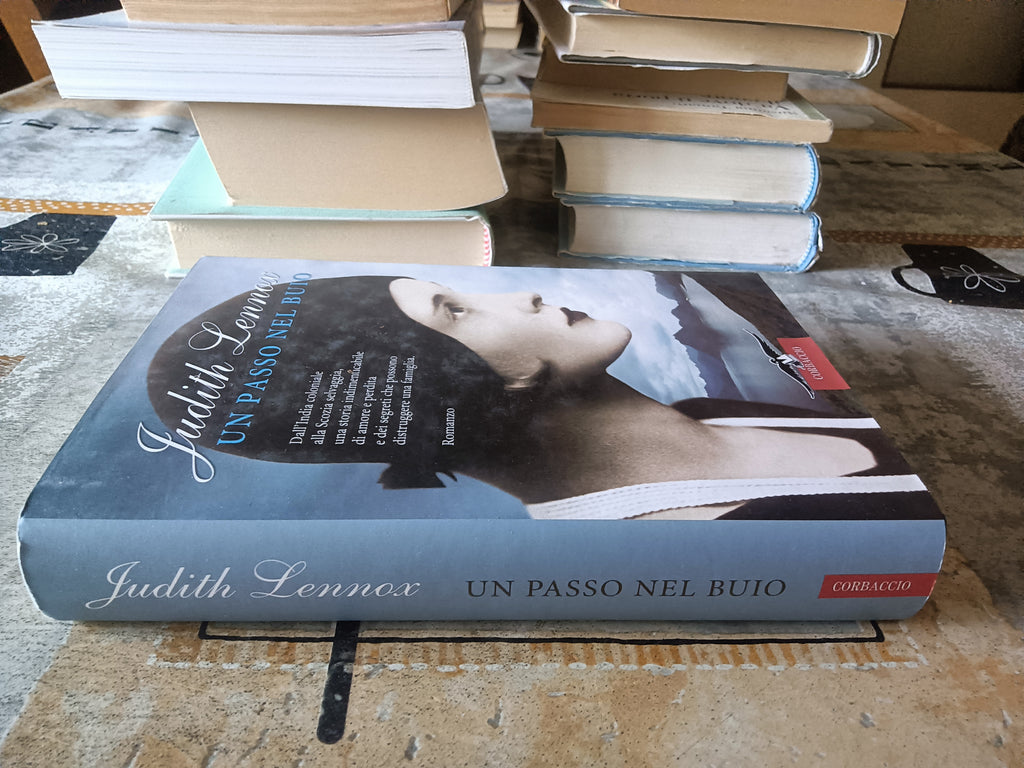 Judith Lennox
UN PASSO NEL BUIO
Dall'India coloniale
alla Scozia selvaggia,
una storia indimenticabile
di amore e perdita
e dei segreti che possono
distruggere una famiglia.
Romanzo
CORBACCIO
Judith Lennox UN PASSO NEL BUIO CORBACCIO